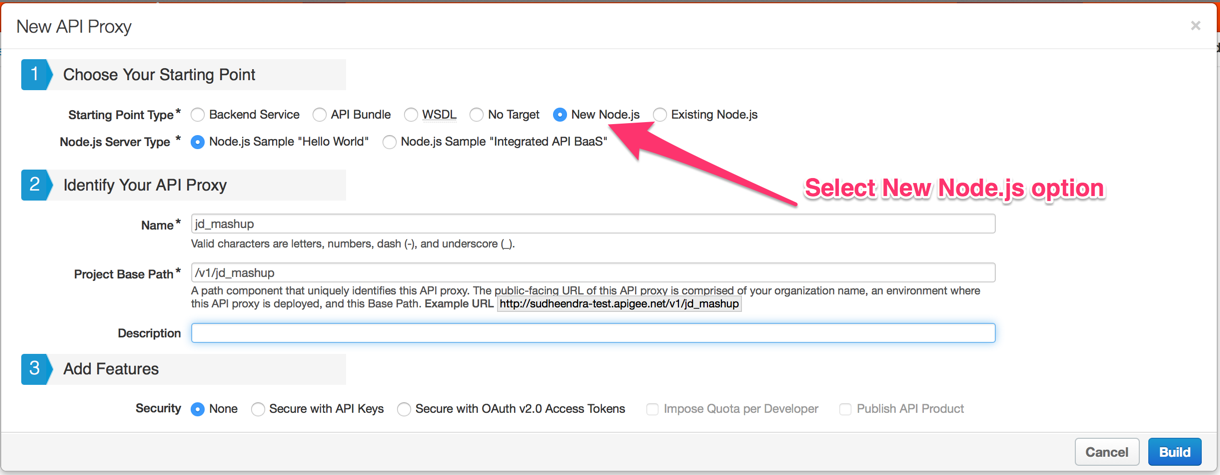 New API Proxy
×
1 Choose Your Starting Point
Starting Point Type * Backend Service API Bundle WSDL No Target New Node.js Existing Node.js
Node.js Server Type * Node.js Sample "Hello World" Node.js Sample "Integrated API BaaS"
Select New Node.js option
2 Identify Your API Proxy
Name * jd_mashup
Valid characters are letters, numbers, dash (-), and underscore (_).
Project Base Path * /v1/jd_mashup
A path component that uniquely identifies this API proxy. The public-facing URL of this API proxy is comprised of your organization name, an environment where
this API proxy is deployed, and this Base Path. Example URL http://sudheendra-test.apigee.net/v1/jd_mashup
Description
3 Add Features
Security None Secure with API Keys Secure with OAuth v2.0 Access Tokens Impose Quota per Developer Publish API Product
Cancel Build